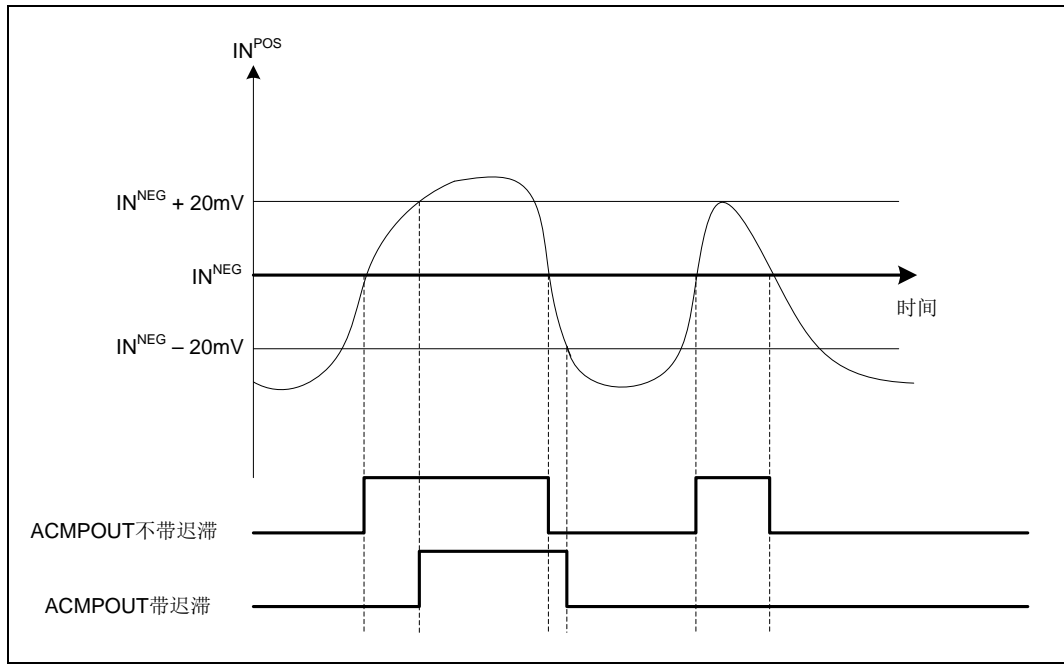 IN^POS
IN^NEG + 20mV
IN^NEG
时间
IN^NEG – 20mV
ACMPOUT不带迟滞
ACMPOUT带迟滞